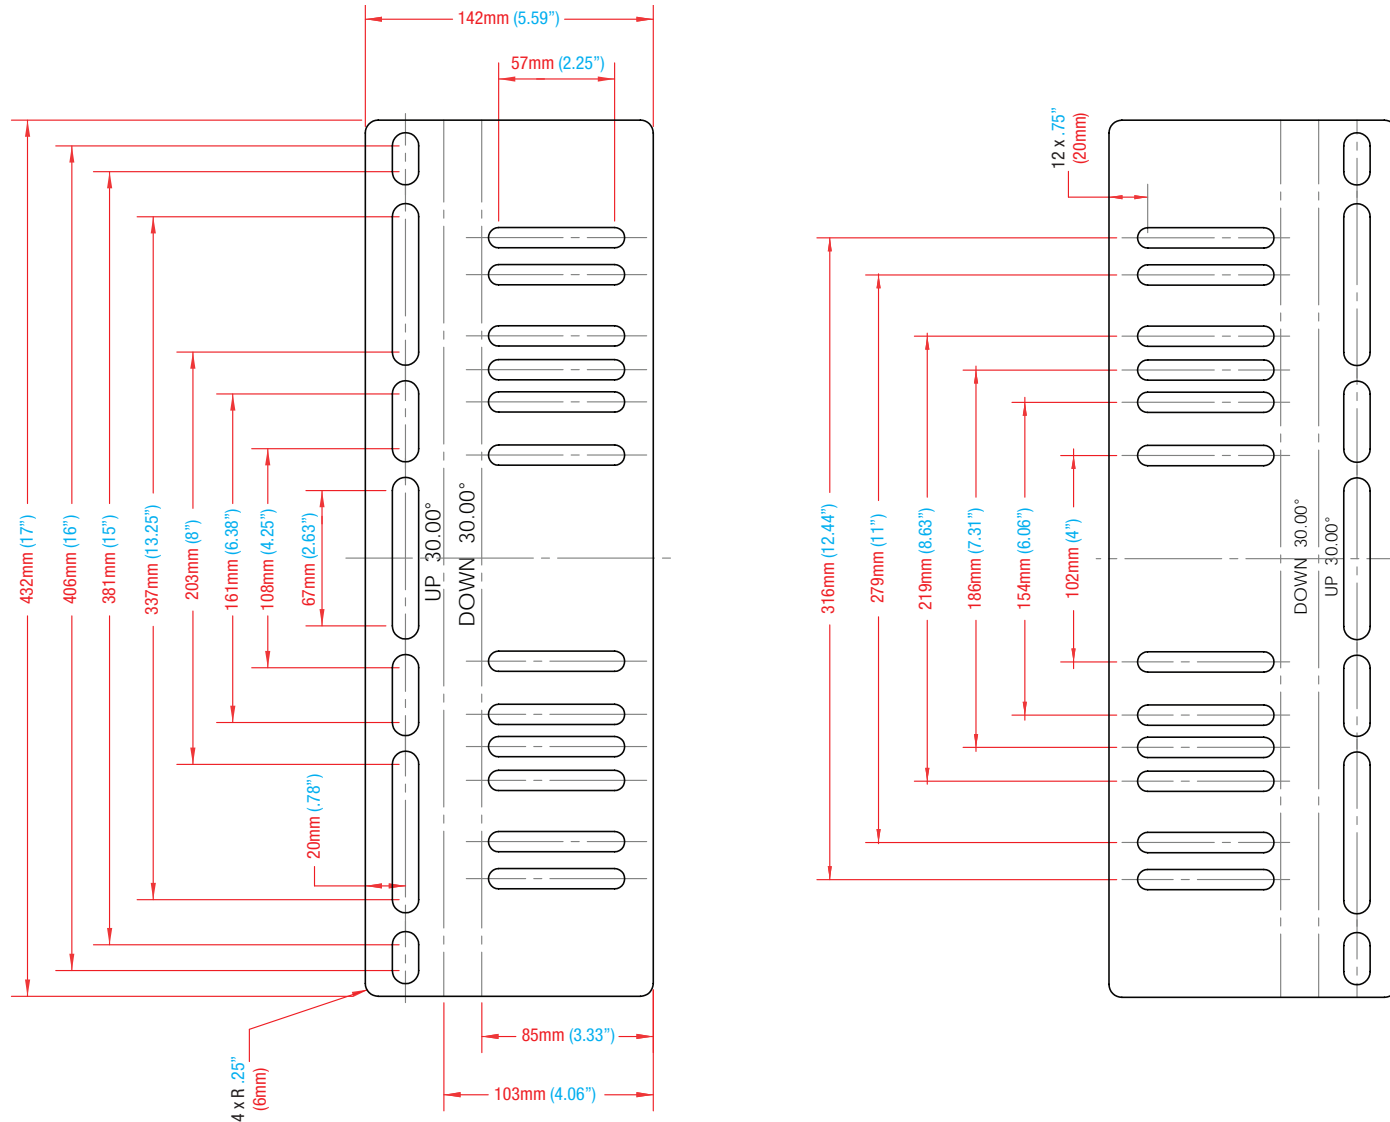 142mm (5.59”)
57mm (2.25”)
432mm (17”)
406mm (16”)
381mm (15”)
337mm (13.25”)
203mm (8”)
161mm (6.38”)
108mm (4.25”)
67mm (2.63”)
UP 30.00°
DOWN 30.00°
20mm (.78”)
4 x R .25”
(6mm)
85mm (3.33”)
103mm (4.06”)
12 x .75”
(20mm)
316mm (12.44”)
279mm (11”)
219mm (8.63”)
186mm (7.31”)
154mm (6.06”)
102mm (4”)
DOWN 30.00°
UP 30.00°